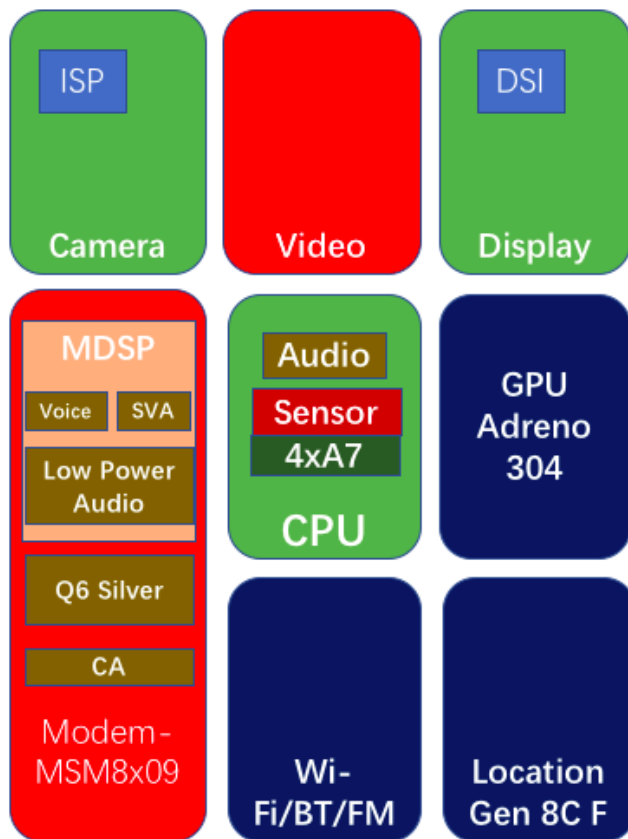 ISP
Camera
Video
DSI
Display
MDSP
Voice
SVA
Low Power
Audio
Q6 Silver
CA
Modem-
MSM8x09
Audio
Sensor
4xA7
CPU
GPU
Adreno
304
Wi-
Fi/BT/FM
Location
Gen 8C F